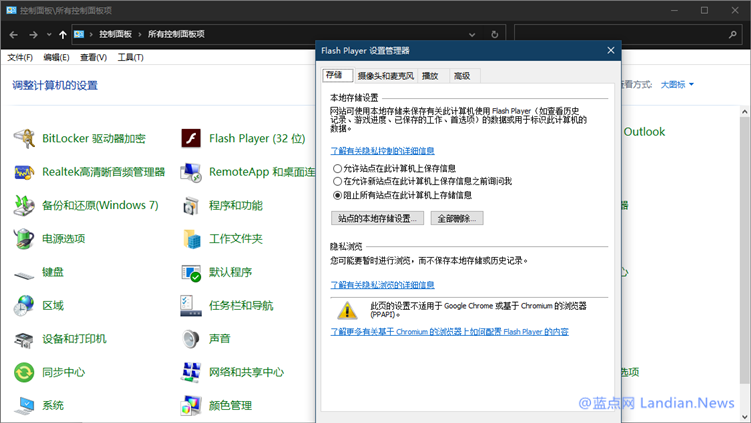 控制面板\所有控制面板项
控制面板 > 所有控制面板项
文件(F) 编辑(E) 查看(V) 工具(T)
调整计算机的设置
查看方式: 大图标
BitLocker 驱动器加密
Flash Player (32 位)
Outlook
Realtek高清晰音频管理器
RemoteApp 和桌面连
备份和还原(Windows 7)
程序和功能
器
电源选项
工作文件夹
键盘
默认程序
心
区域
任务栏和导航
设备和打印机
声音
同步中心
网络和共享中心
选项
系统
颜色管理
Flash Player 设置管理器
存储 摄像头和麦克风 播放 高级
本地存储设置
网站可使用本地存储来保存有关此计算机使用 Flash Player（如查看历史
记录、游戏进度、已保存的工作、首选项）的数据或用于标识此计算机的
数据。
了解有关隐私控制的详细信息
允许站点在此计算机上保存信息
在允许新站点在此计算机上保存信息之前询问我
阻止所有站点在此计算机上存储信息
站点的本地存储设置... 全部删除...
隐私浏览
您可能要暂时进行浏览，而不保存本地存储或历史记录。
了解有关隐私浏览的详细信息
此页的设置不适用于 Google Chrome 或基于 Chromium 的浏览器
(PPAPI)。
了解更多有关基于 Chromium 的浏览器上如何配置 Flash Player 的内容
@蓝点网 Landian.News